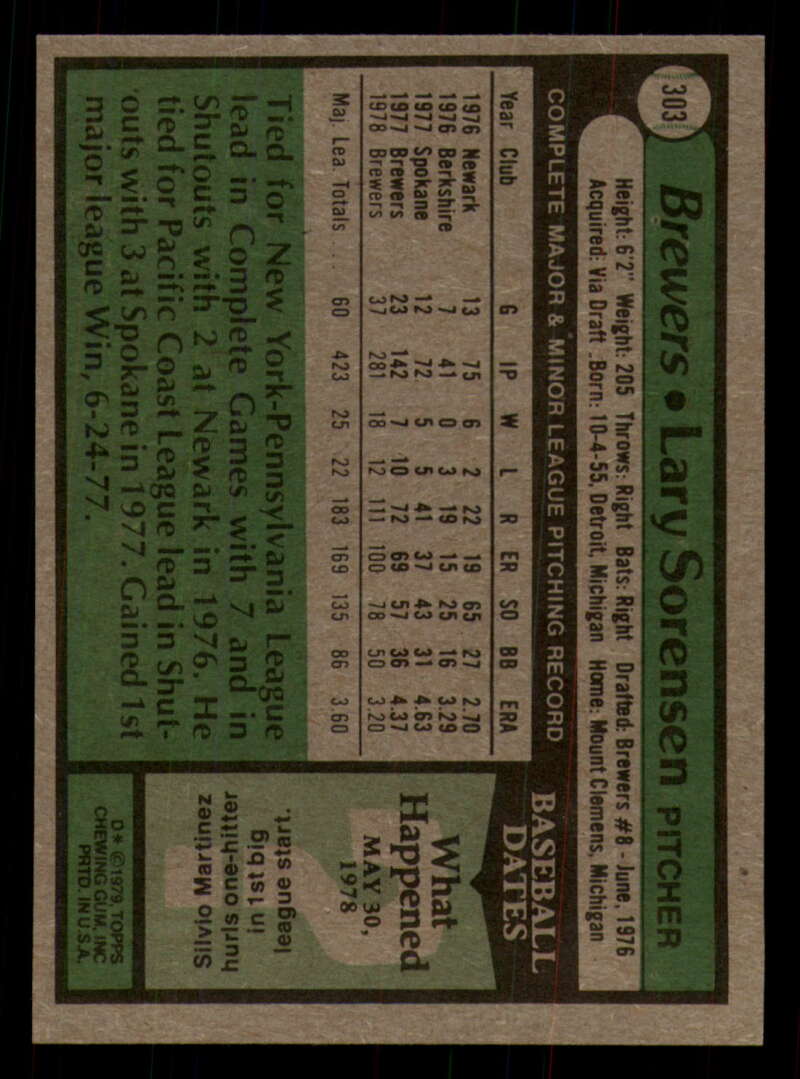 303
Brewers • Lary Sorensen PITCHER
Height: 6'2" Weight: 205 Throws: Right Bats: Right Drafted: Brewers #8 - June, 1976
Acquired: Via Draft Born: 10-4-55, Detroit, Michigan Home: Mount Clemens, Michigan
COMPLETE MAJOR & MINOR LEAGUE PITCHING RECORD
Year Club G IP W L R ER SO BB ERA
1976 Newark 13 75 6 2 22 19 65 27 2.70
1976 Berkshire 7 41 0 3 19 15 25 16 3.29
1977 Spokane 12 72 5 5 41 37 43 31 4.63
1977 Brewers 23 142 7 10 72 69 57 36 4.37
1978 Brewers 37 281 18 12 111 100 78 50 3.20
Maj. Lea. Totals . . . 60 423 25 22 183 169 135 86 3.60
Tied for New York-Pennsylvania League
lead in Complete Games with 7 and in
Shutouts with 2 at Newark in 1976. He
tied for Pacific Coast League lead in Shut-
outs with 3 at Spokane in 1977. Gained 1st
major league Win, 6-24-77.
BASEBALL
DATES
What
Happened
MAY 30,
1978
Silvio Martinez
hurls one-hitter
in 1st big
league start.
D* ©1979, TOPPS
CHEWING GUM, INC
PRTD. IN U.S.A.